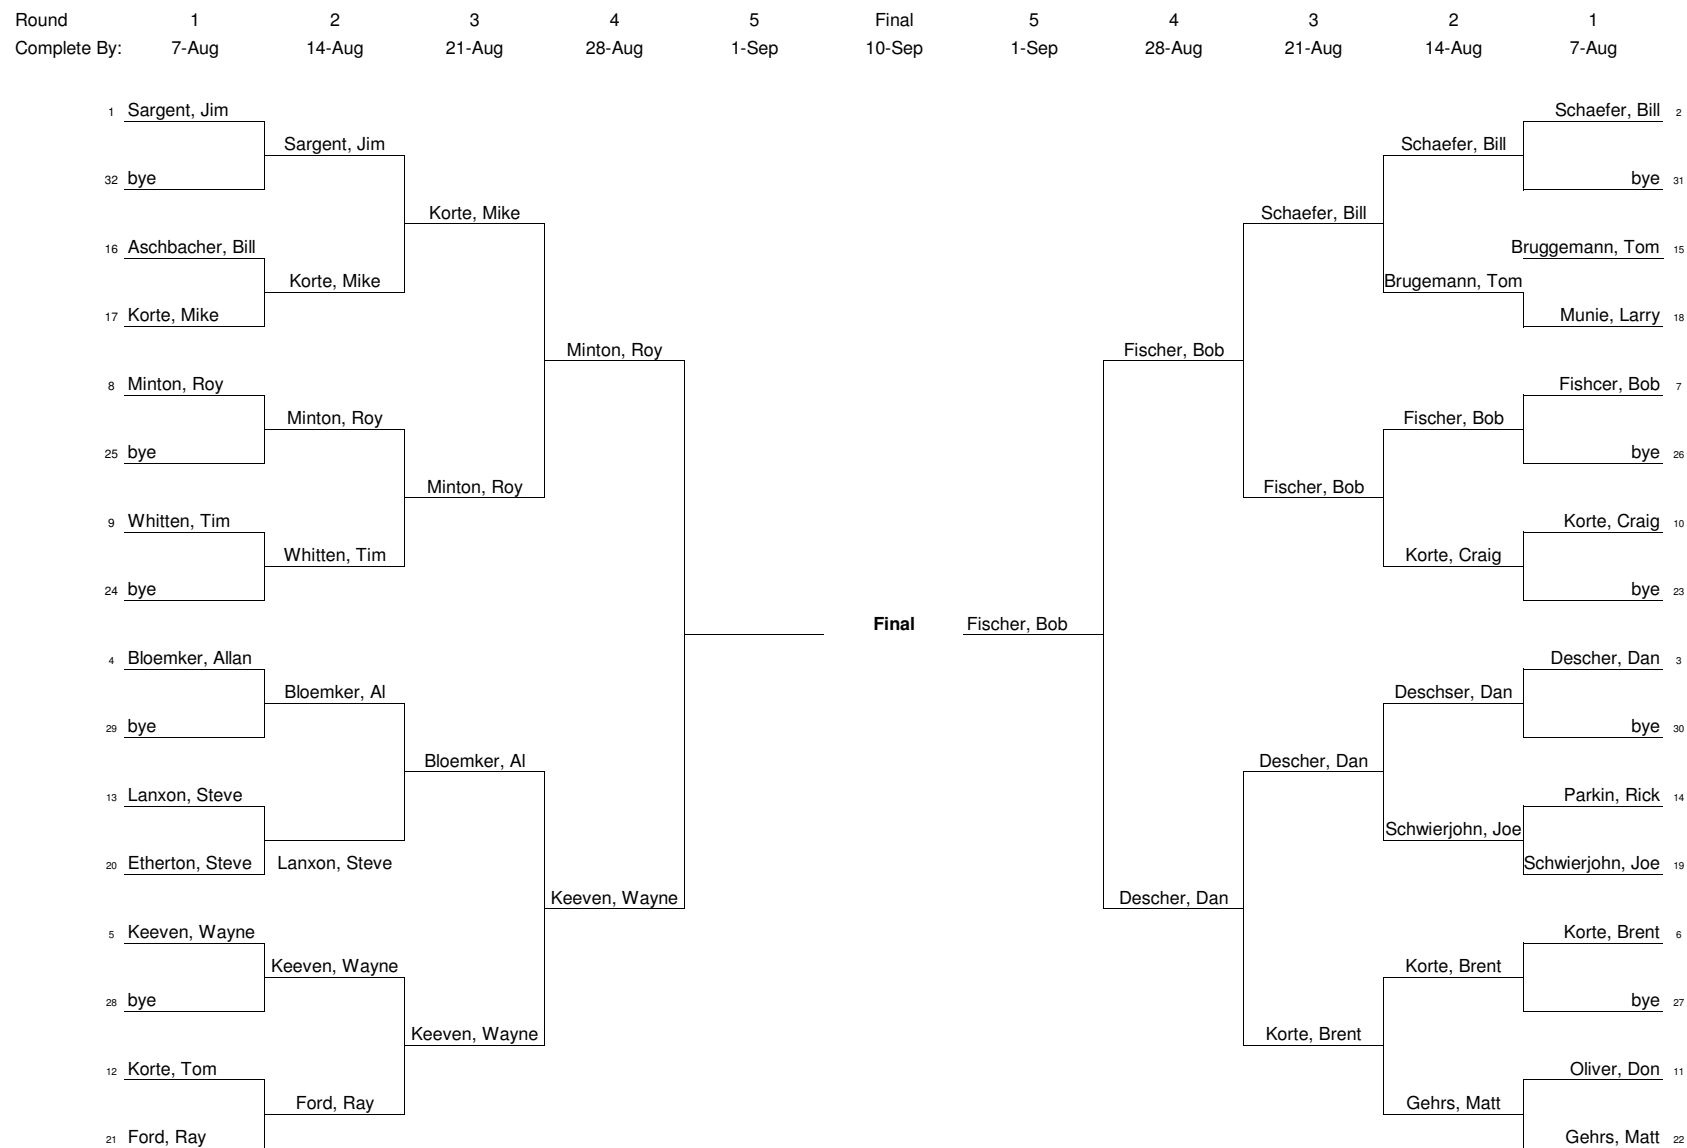 Round 1 2 3 4 5 Final 5 4 3 2 1
Complete By: 7-Aug 14-Aug 21-Aug 28-Aug 1-Sep 10-Sep 1-Sep 28-Aug 21-Aug 14-Aug 7-Aug
1 Sargent, Jim Schaefer, Bill 2
Sargent, Jim Schaefer, Bill
32 bye bye 31
Korte, Mike Schaefer, Bill
16 Aschbacher, Bill Bruggemann, Tom 15
Korte, Mike Brugemann, Tom
17 Korte, Mike Munie, Larry 18
Minton, Roy Fischer, Bob
8 Minton, Roy Fishcer, Bob 7
Minton, Roy Fischer, Bob
25 bye bye 26
Minton, Roy Fischer, Bob
9 Whitten, Tim Korte, Craig 10
Whitten, Tim Korte, Craig
24 bye bye 23
Final Fischer, Bob
4 Bloemker, Allan Descher, Dan 3
Bloemker, Al Deschser, Dan
29 bye bye 30
Bloemker, Al Descher, Dan
13 Lanxon, Steve Parkin, Rick 14
Schwierjohn, Joe
20 Etherton, Steve Lanxon, Steve Schwierjohn, Joe 19
Keeven, Wayne Descher, Dan
5 Keeven, Wayne Korte, Brent 6
Keeven, Wayne Korte, Brent
28 bye bye 27
Keeven, Wayne Korte, Brent
12 Korte, Tom Oliver, Don 11
Ford, Ray Gehrs, Matt
21 Ford, Ray Gehrs, Matt 22